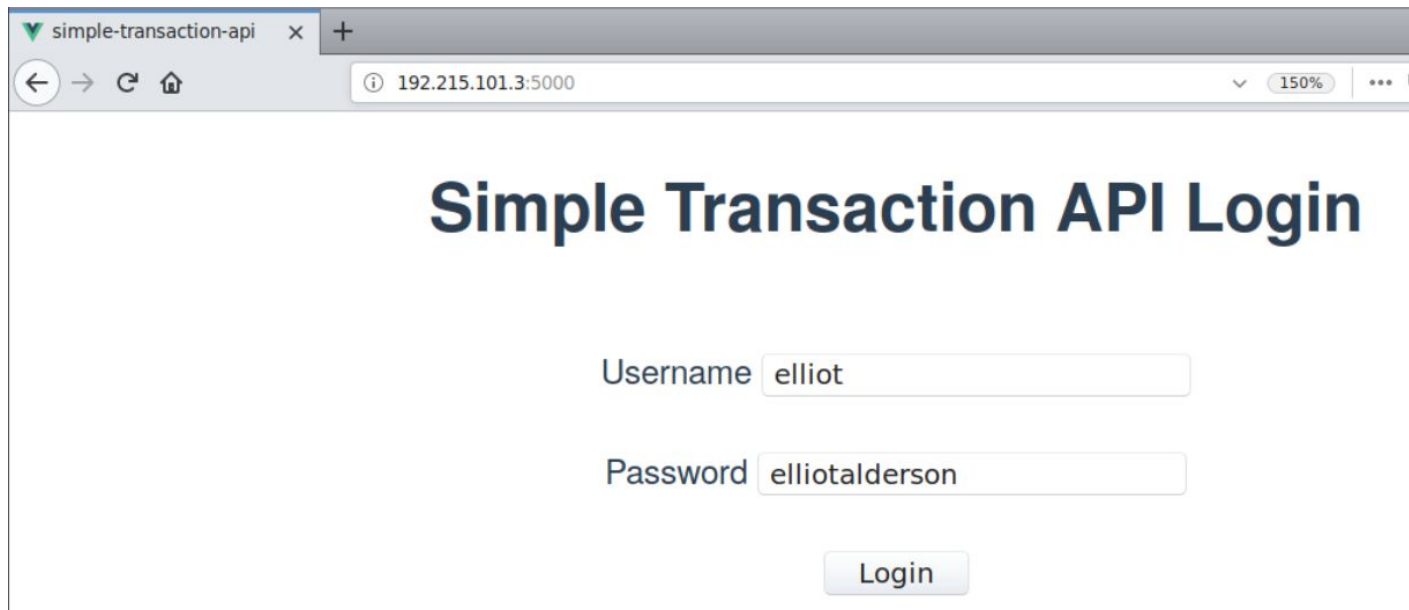 simple-transaction-api
192.215.101.3:5000
150%
Simple Transaction API Login
Username elliot
Password elliotalderson
Login